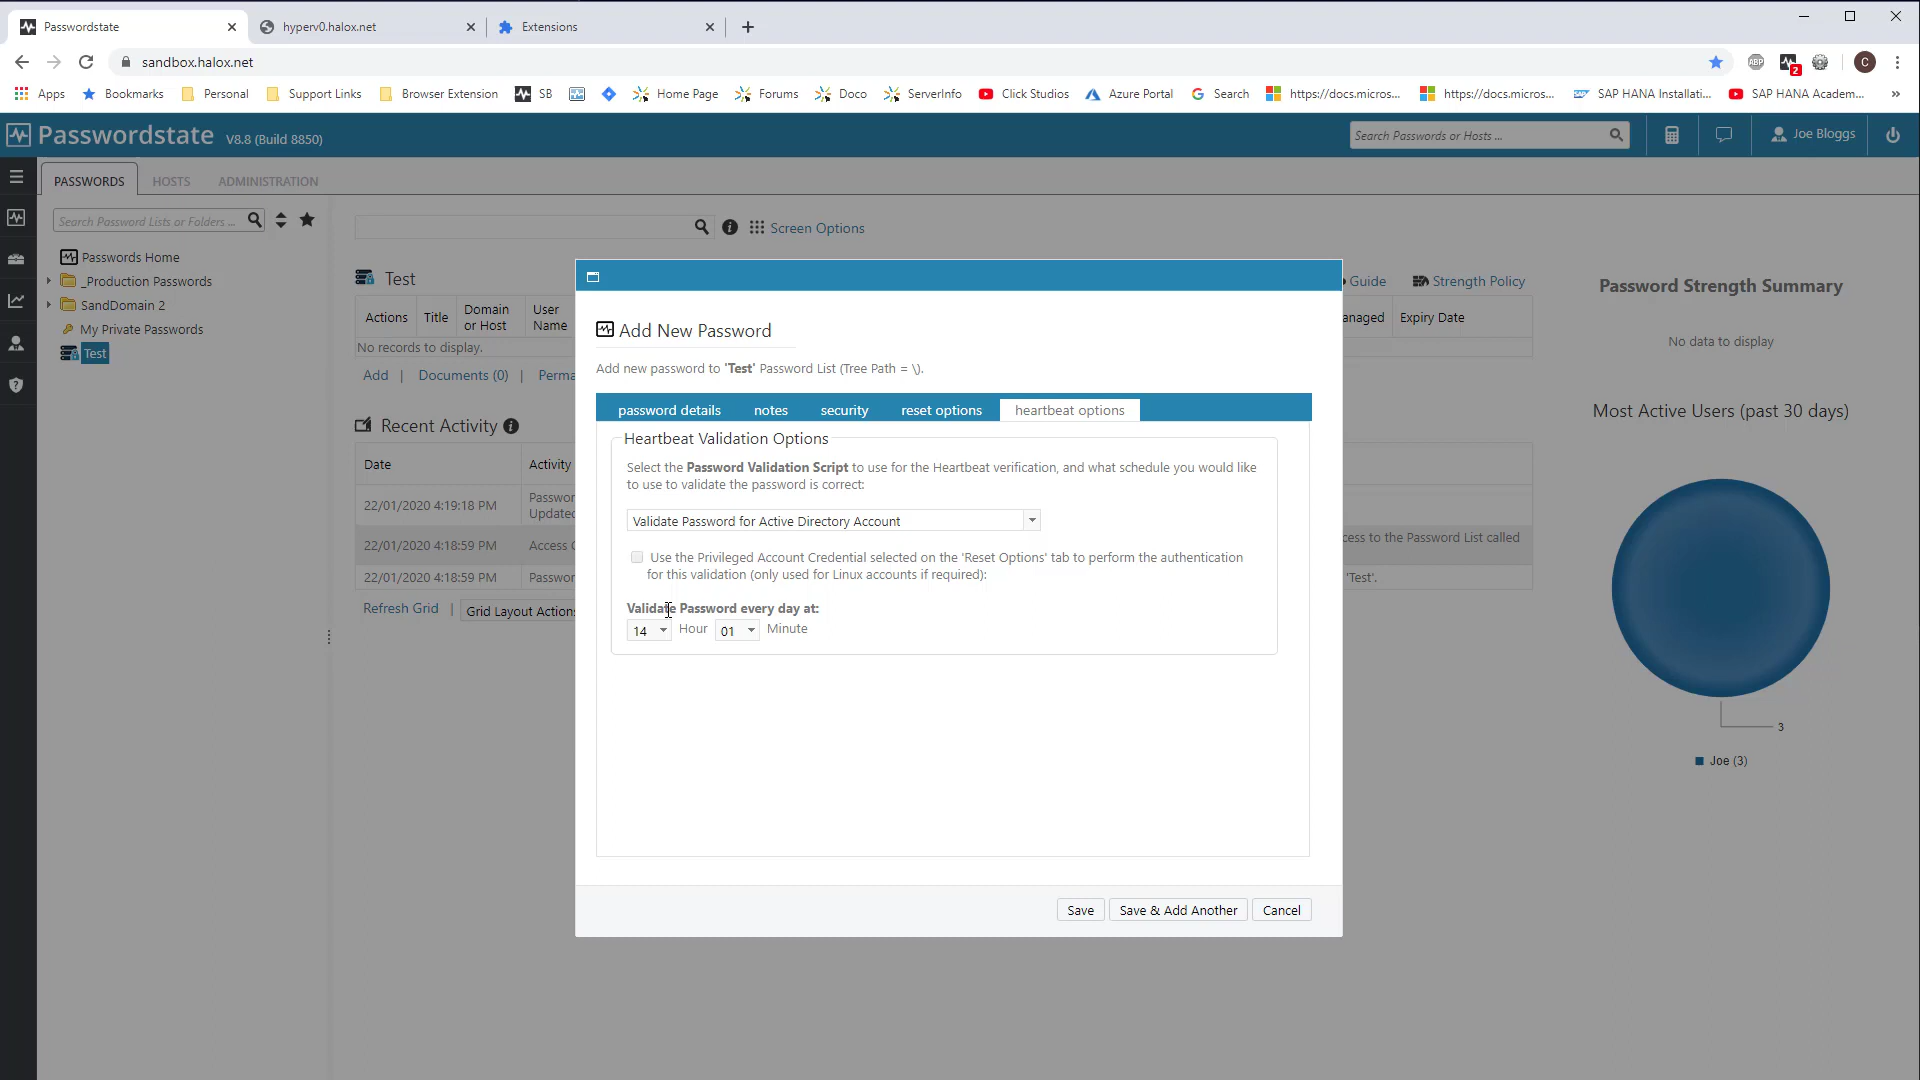 Passwordstate
hyperv0.halox.net
Extensions
sandbox.halox.net
ABP
2
C
Apps
Bookmarks
Personal
Support Links
Browser Extension
SB
Home Page
Forums
Doco
ServerInfo
Click Studios
Azure Portal
Search
https://docs.micros...
https://docs.micros...
SAP HANA Installati...
SAP HANA Academ...
»
Passwordstate V8.8 (Build 8850)
Search Passwords or Hosts ...
Joe Bloggs
PASSWORDS
HOSTS
ADMINISTRATION
Search Password Lists or Folders ...
Passwords Home
_Production Passwords
SandDomain 2
My Private Passwords
Test
Screen Options
Test
Guide
Strength Policy
Actions
Title
Domain
or Host
User
Name
anaged
Expiry Date
No records to display.
Add | Documents (0) | Perma
Recent Activity
Date
Activity
22/01/2020 4:19:18 PM
Passwor
Updated
22/01/2020 4:18:59 PM
Access G
cess to the Password List called
22/01/2020 4:18:59 PM
Passwor
'Test'.
Refresh Grid | Grid Layout Actions
Add New Password
Add new password to 'Test' Password List (Tree Path = \).
password details
notes
security
reset options
heartbeat options
Heartbeat Validation Options
Select the Password Validation Script to use for the Heartbeat verification, and what schedule you would like
to use to validate the password is correct:
Validate Password for Active Directory Account
Use the Privileged Account Credential selected on the 'Reset Options' tab to perform the authentication
for this validation (only used for Linux accounts if required):
Validate Password every day at:
14 Hour 01 Minute
Save
Save & Add Another
Cancel
Password Strength Summary
No data to display
Most Active Users (past 30 days)
3
Joe (3)